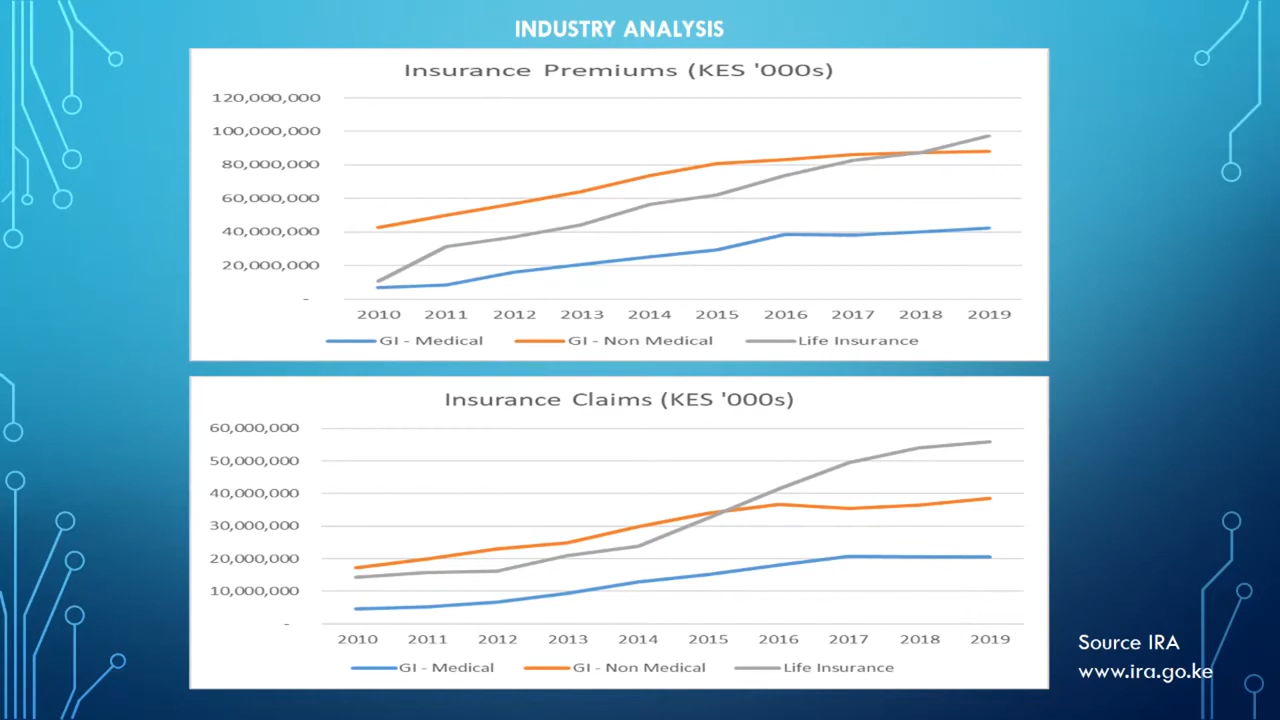 INDUSTRY ANALYSIS
Insurance Premiums (KES '000s)
120,000,000
100,000,000
80,000,000
60,000,000
40,000,000
20,000,000
-
2010 2011 2012 2013 2014 2015 2016 2017 2018 2019
GI - Medical GI - Non Medical Life Insurance
Insurance Claims (KES '000s)
60,000,000
50,000,000
40,000,000
30,000,000
20,000,000
10,000,000
-
2010 2011 2012 2013 2014 2015 2016 2017 2018 2019
GI - Medical GI - Non Medical Life Insurance
Source IRA
www.ira.go.ke